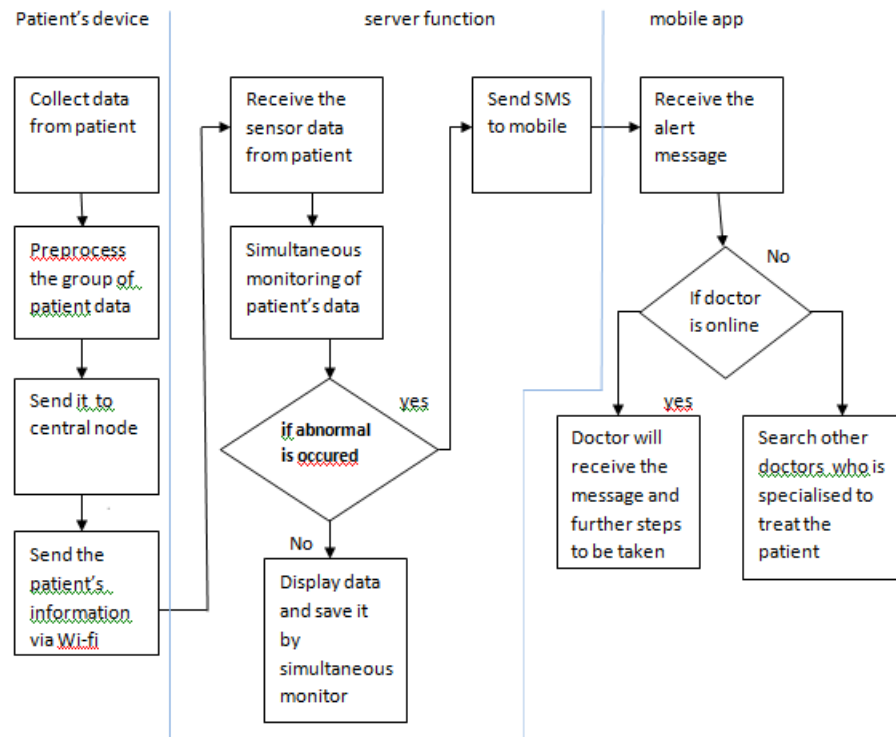 Patient's device
server function
mobile app
Collect data
from patient
Preprocess
the group of
patient data
Send it to
central node
Send the
patient's
information
via Wi-fi
Receive the
sensor data
from patient
Simultaneous
monitoring of
patient's data
if abnormal
is occured
yes
No
Display data
and save it
by
simultaneous
monitor
Send SMS
to mobile
Receive the
alert
message
If doctor
is online
No
yes
Doctor will
receive the
message and
further steps
to be taken
Search other
doctors who is
specialised to
treat the
patient